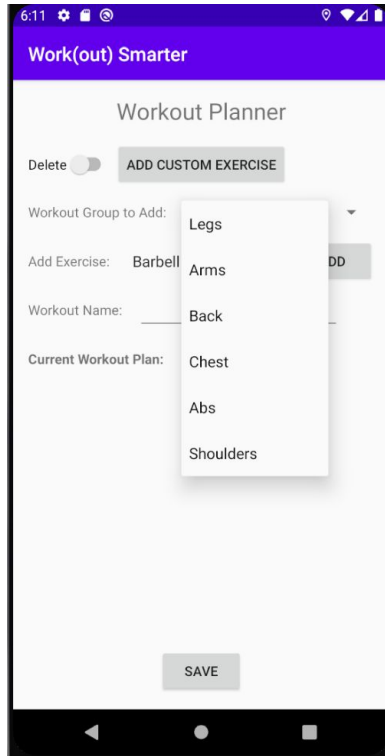 6:11
Work(out) Smarter
Workout Planner
Delete ADD CUSTOM EXERCISE
Workout Group to Add:
Legs
Add Exercise: Barbell DD
Arms
Workout Name:
Back
Current Workout Plan:
Chest
Abs
Shoulders
SAVE